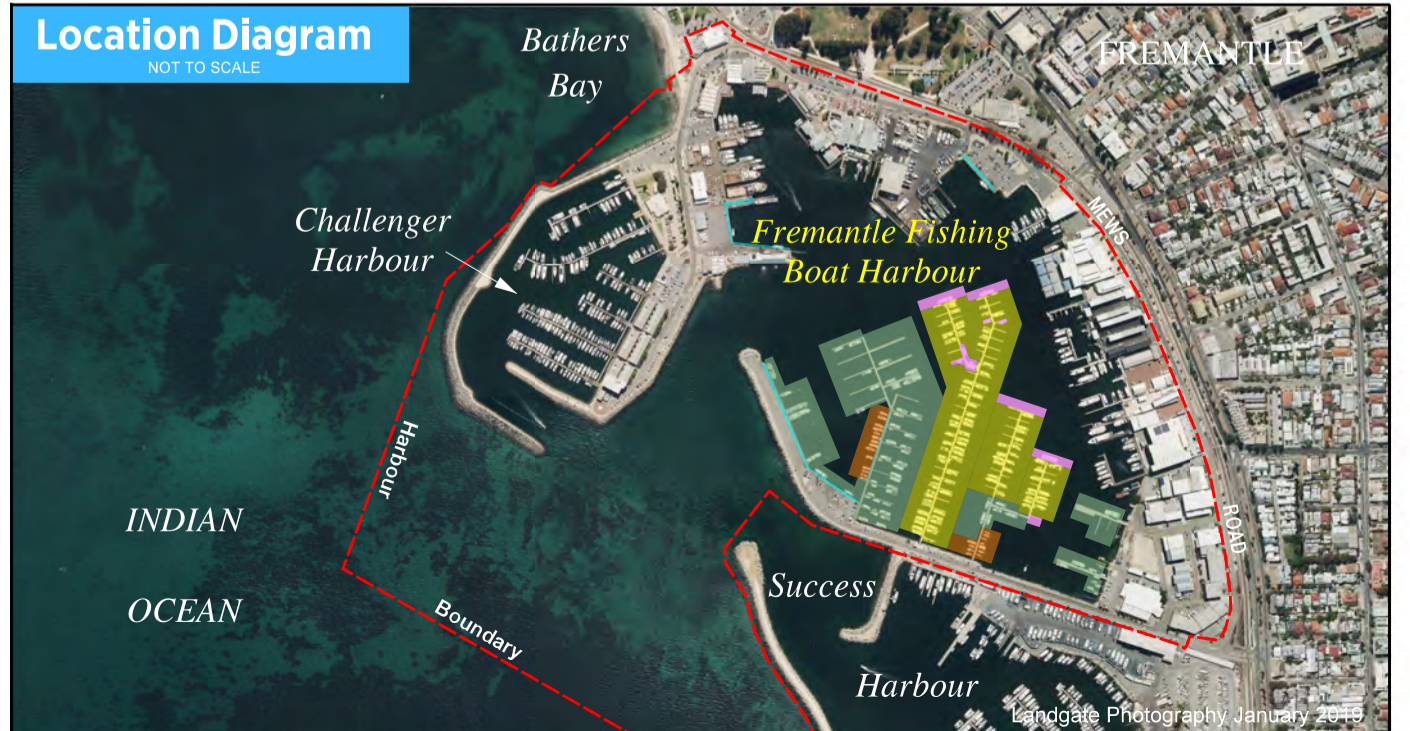 Location Diagram
NOT TO SCALE
Bathers
Bay
FREMANTLE
Challenger
Harbour
Fremantle Fishing
Boat Harbour
MEWS
ROAD
Harbour
Boundary
INDIAN
OCEAN
Success
Harbour
Landgate Photography January 2019